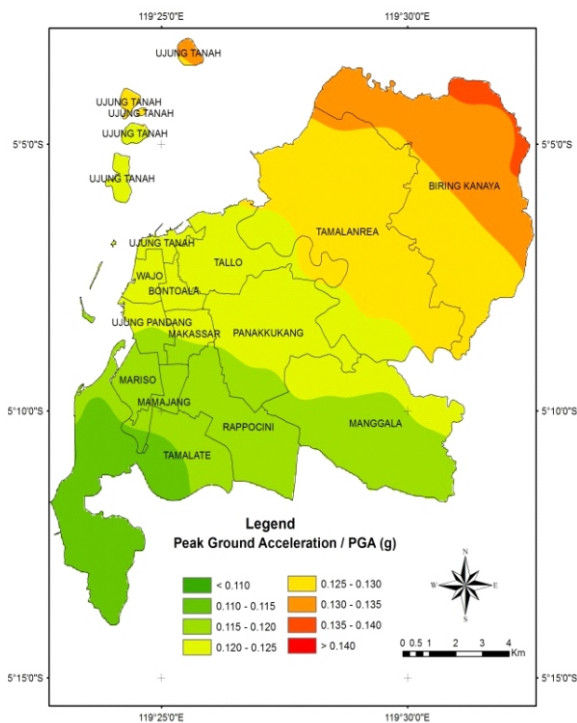 119°25'0"E 119°30'0"E
UJUNG TANAH
UJUNG TANAH
UJUNG TANAH
UJUNG TANAH
5°5'0"S 5°5'0"S
UJUNG TANAH
BIRING KANAYA
TAMALANREA
UJUNG TANAH
TALLO
WAJO
BONTOALA
UJUNG PANDANG
MAKASSAR PANAKKUKANG
MARISO
MAMAJANG
5°10'0"S 5°10'0"S
RAPPOCINI MANGGALA
TAMALATE
Legend
Peak Ground Acceleration / PGA (g)
< 0.110 0.125 - 0.130
0.110 - 0.115 0.130 - 0.135
0.115 - 0.120 0.135 - 0.140
0.120 - 0.125 > 0.140
N
W E
S
0 0.5 1 2 3 4
Km
5°15'0"S 5°15'0"S
119°25'0"E 119°30'0"E